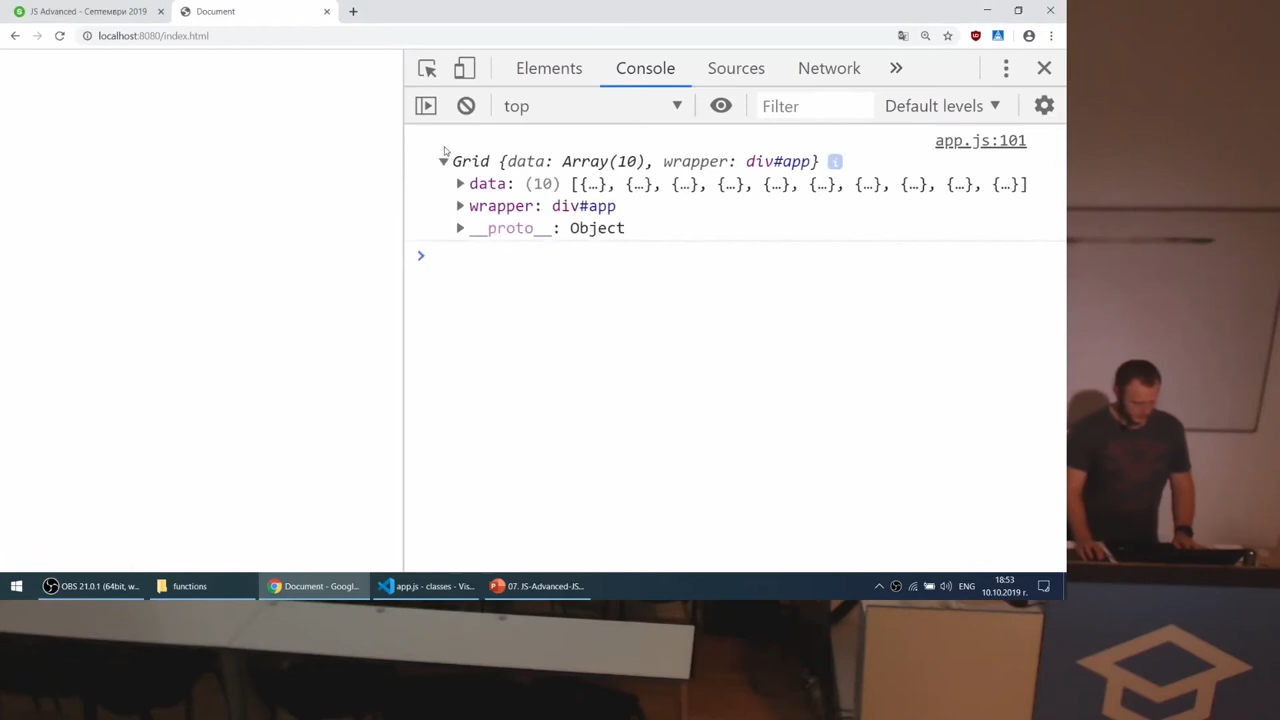 JS Advanced - Септември 2019
Document
localhost:8080/index.html
Elements
Console
Sources
Network
top
Filter
Default levels
app.js:101
Grid {data: Array(10), wrapper: div#app}
data: (10) [{…}, {…}, {…}, {…}, {…}, {…}, {…}, {…}, {…}, {…}]
wrapper: div#app
__proto__: Object
OBS 21.0.1 (64bit, w...
functions
Document - Googl...
app.js - classes - Vis...
07. JS-Advanced-JS...
ЕНГ
18:53
10.10.2019 г.